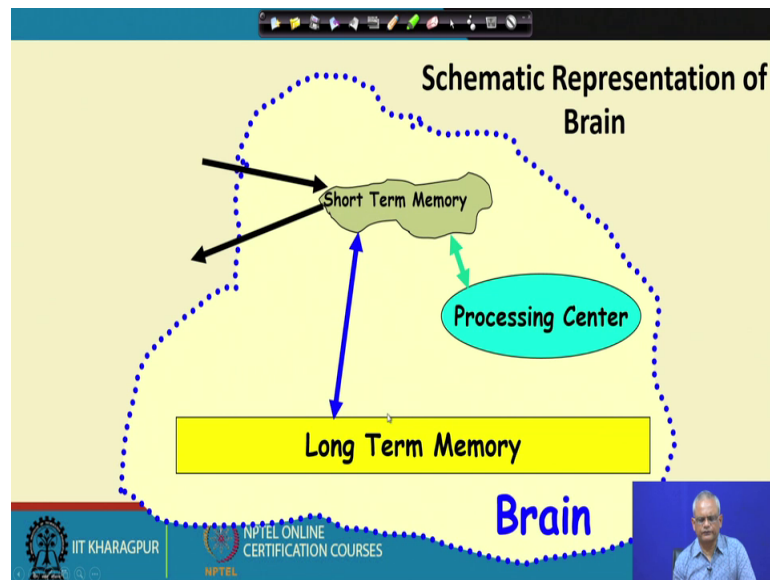 Schematic Representation of
Brain
Short Term Memory
Processing Center
Long Term Memory
Brain
IIT KHARAGPUR
NPTEL ONLINE
CERTIFICATION COURSES
NPTEL